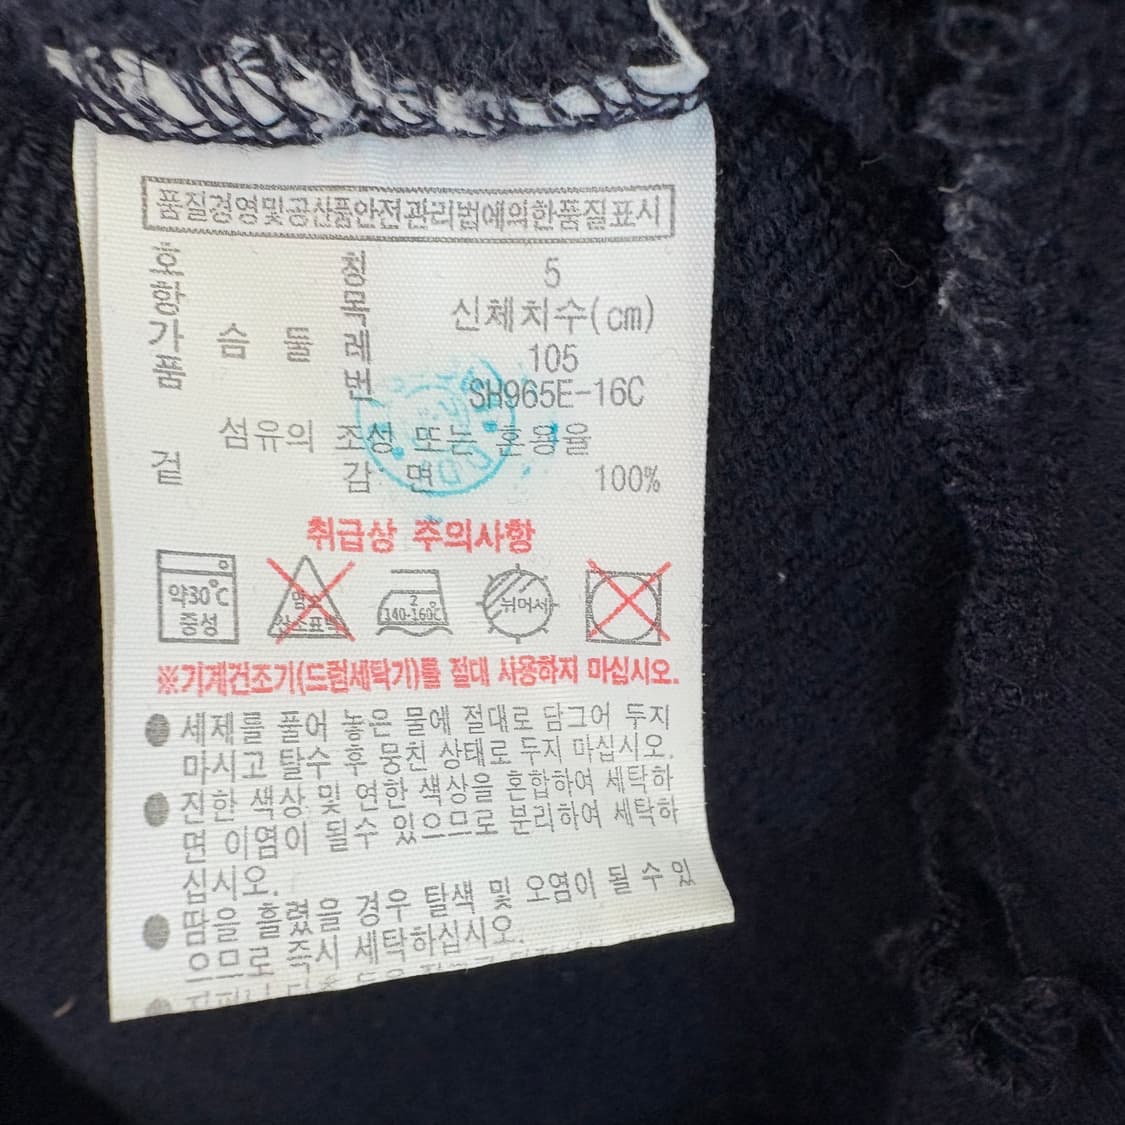 품질경영및공산품안전관리법에의한품질표시
호 칭 5
항 목 신체치수(cm)
가 슴 둘 레 105
품 번 SH965E-16C
섬유의 조성 또는 혼용율
겉 감 면 100%
취급상 주의사항
약30℃
중성
염소
산소표백
2
140-160℃
뉘어서
※기계건조기(드럼세탁기)를 절대 사용하지 마십시오.
● 세제를 풀어 놓은 물에 절대로 담그어 두지
마시고 탈수 후 뭉친 상태로 두지 마십시오.
● 진한 색상 및 연한 색상을 혼합하여 세탁하
면 이염이 될수 있으므로 분리하여 세탁하
십시오.
● 땀을 흘렸을 경우 탈색 및 오염이 될 수 있
으므로 즉시 세탁하십시오.